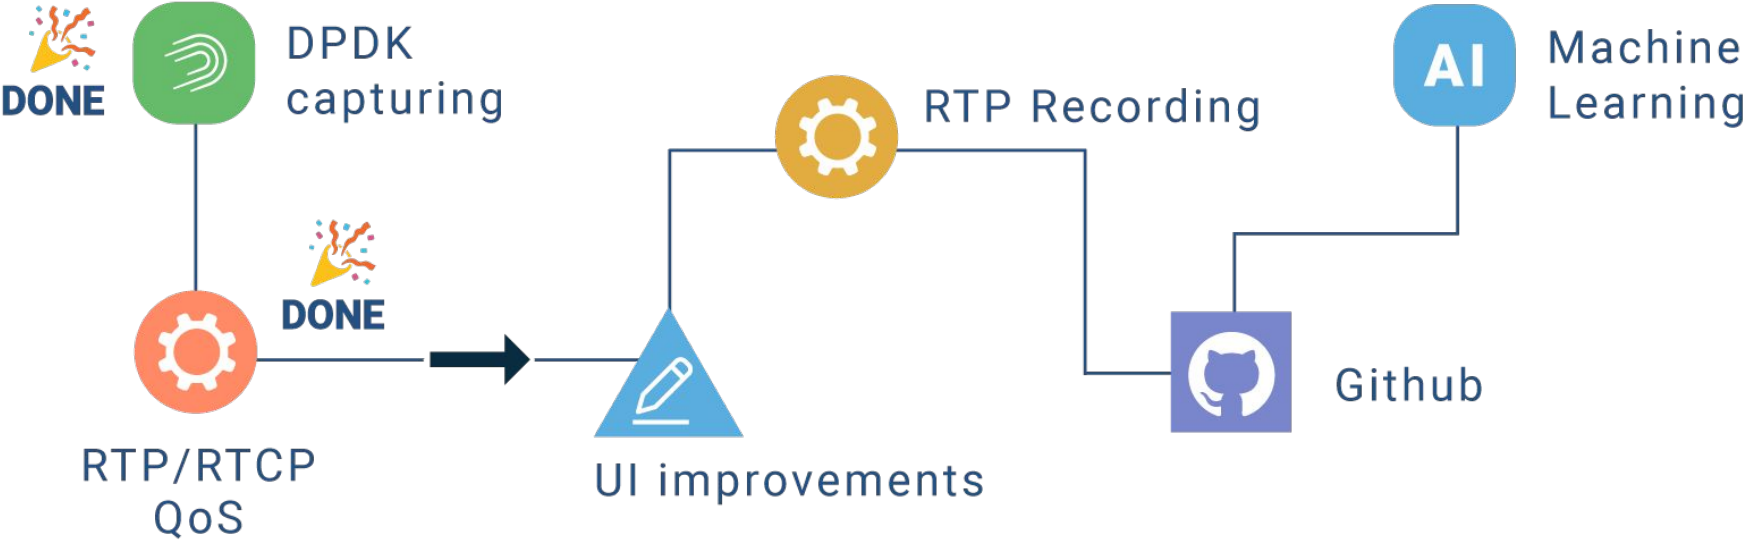 DONE
DPDK
capturing
DONE
RTP/RTCP
QoS
UI improvements
RTP Recording
Github
AI
Machine
Learning